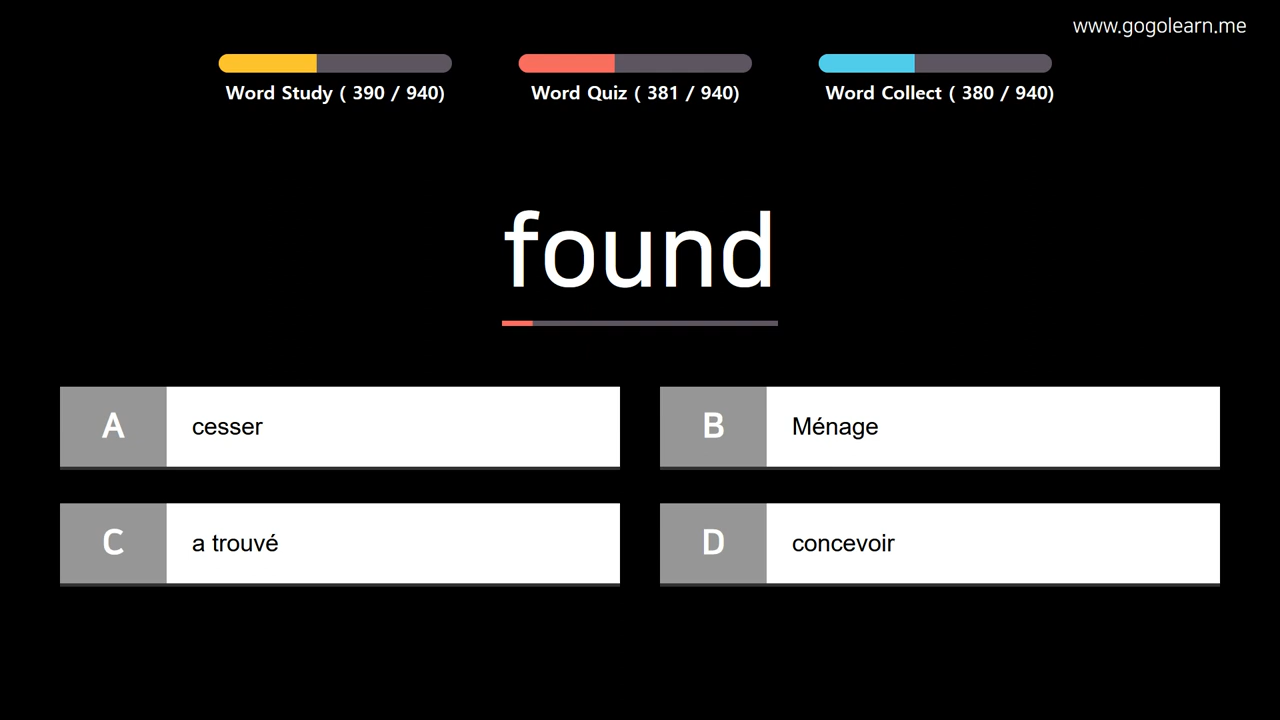 www.gogolearn.me
Word Study ( 390 / 940)
Word Quiz ( 381 / 940)
Word Collect ( 380 / 940)
found
A
cesser
B
Ménage
C
a trouvé
D
concevoir